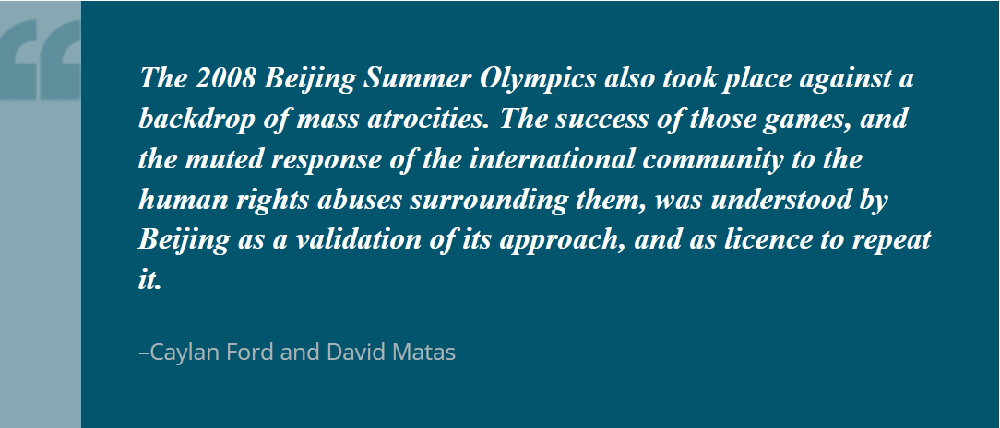 The 2008 Beijing Summer Olympics also took place against a
backdrop of mass atrocities. The success of those games, and
the muted response of the international community to the
human rights abuses surrounding them, was understood by
Beijing as a validation of its approach, and as licence to repeat
it.
–Caylan Ford and David Matas